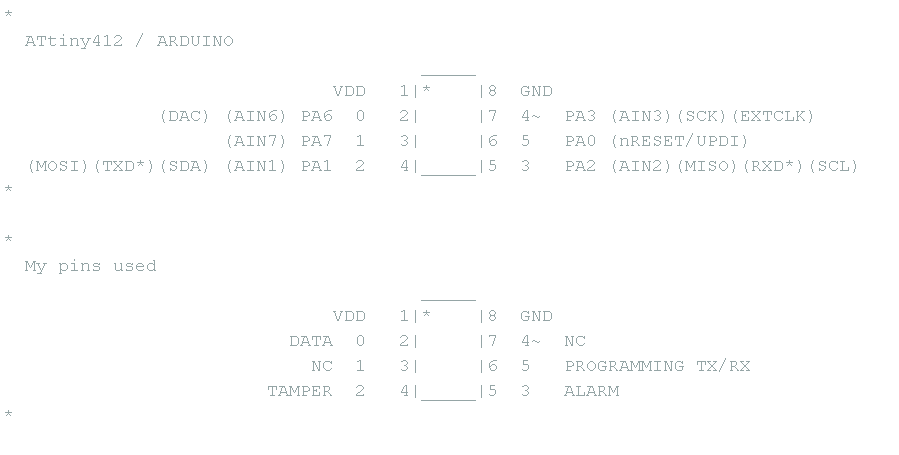 *
ATtiny412 / ARDUINO
_____
VDD 1|* |8 GND
(DAC) (AIN6) PA6 0 2| |7 4~ PA3 (AIN3)(SCK)(EXTCLK)
(AIN7) PA7 1 3| |6 5 PA0 (nRESET/UPDI)
(MOSI)(TXD*)(SDA) (AIN1) PA1 2 4|_____|5 3 PA2 (AIN2)(MISO)(RXD*)(SCL)
*
*
My pins used
_____
VDD 1|* |8 GND
DATA 0 2| |7 4~ NC
NC 1 3| |6 5 PROGRAMMING TX/RX
TAMPER 2 4|_____|5 3 ALARM
*